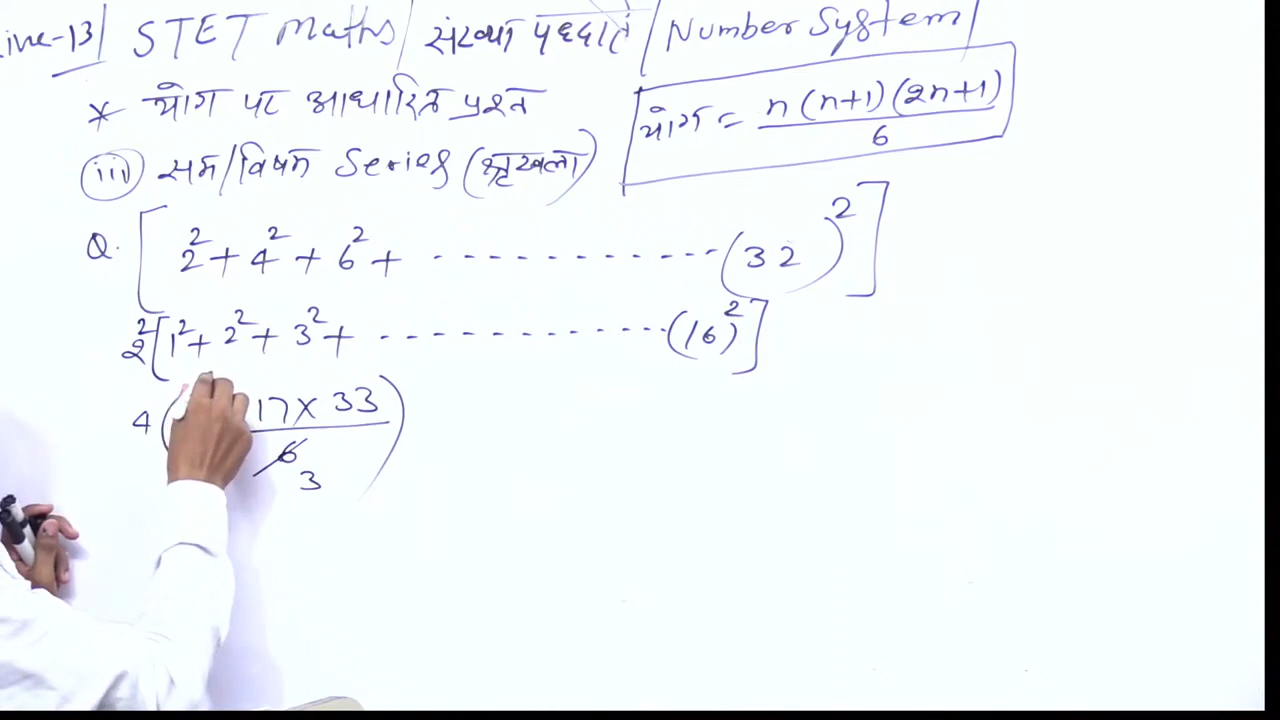 13/ STET Maths / संख्या पद्धति / Number System /
* योग पर आधारित प्रश्न
योग = n(n+1)(2n+1) / 6
(iii) सम/विषम Series (श्रृंखला)
Q. [2² + 4² + 6² + ............ (32)²]
2² [1² + 2² + 3² + ............. (16)²]
4 ( 17 × 33 )
6
3